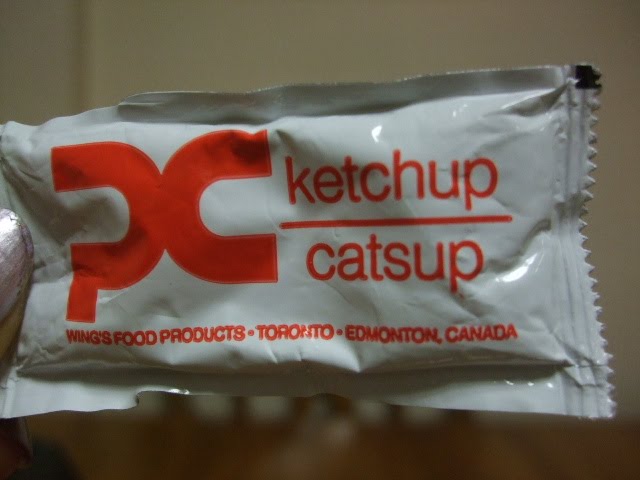 PC
ketchup
catsup
WING'S FOOD PRODUCTS • TORONTO • EDMONTON, CANADA